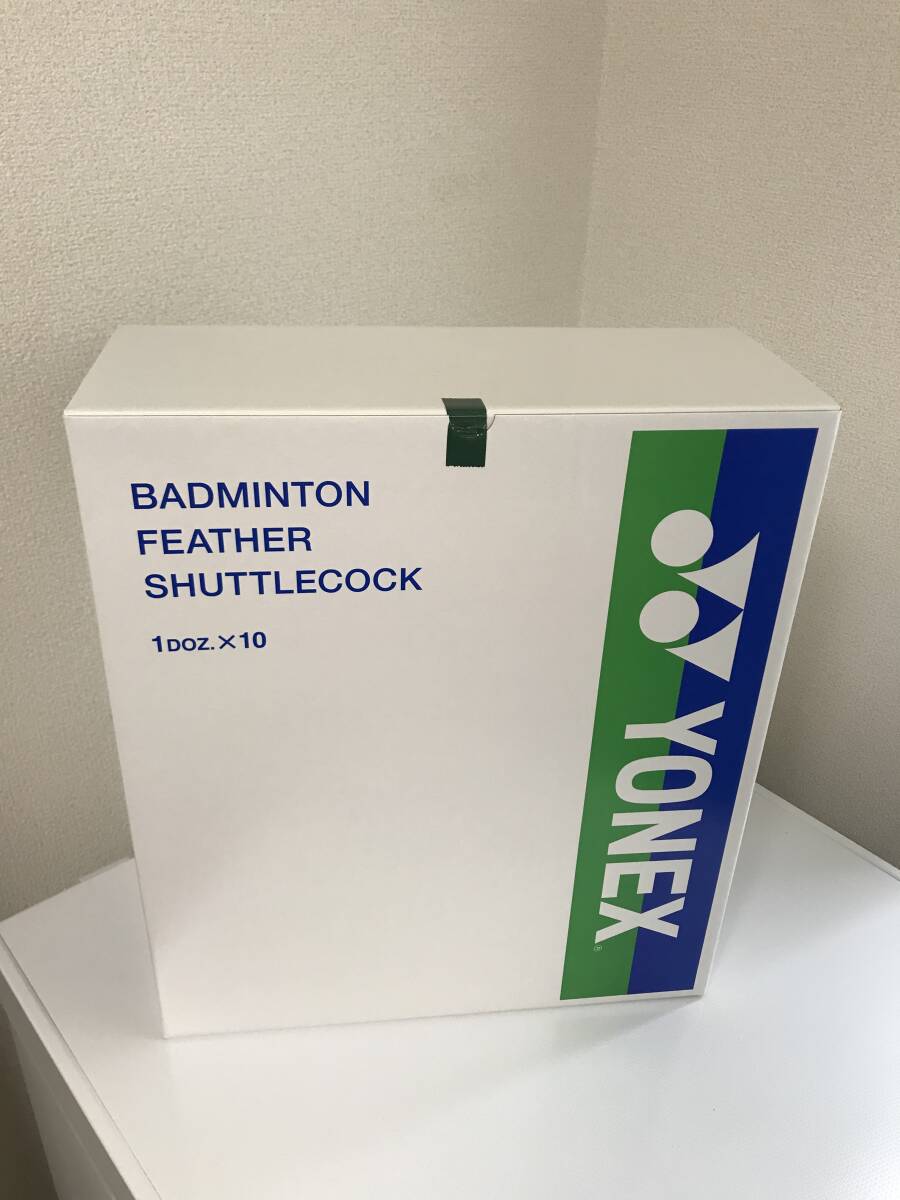 BADMINTON
FEATHER
SHUTTLECOCK
1DOZ.×10
YONEX®